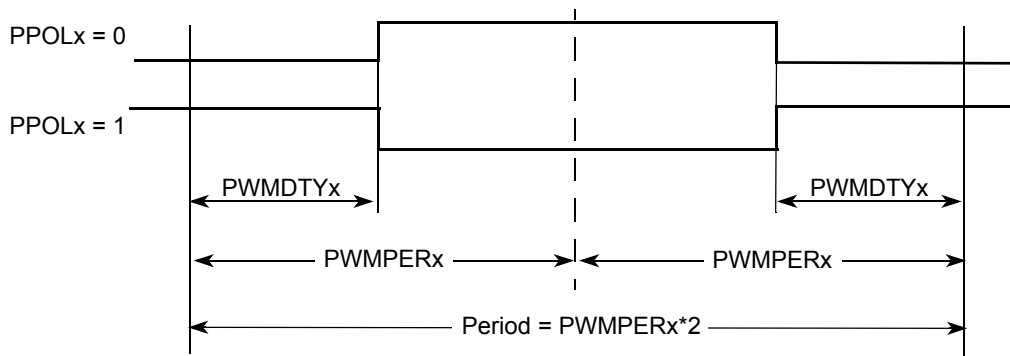 PPOLx = 0
PPOLx = 1
PWMDTYx
PWMDTYx
PWMPERx
PWMPERx
Period = PWMPERx*2